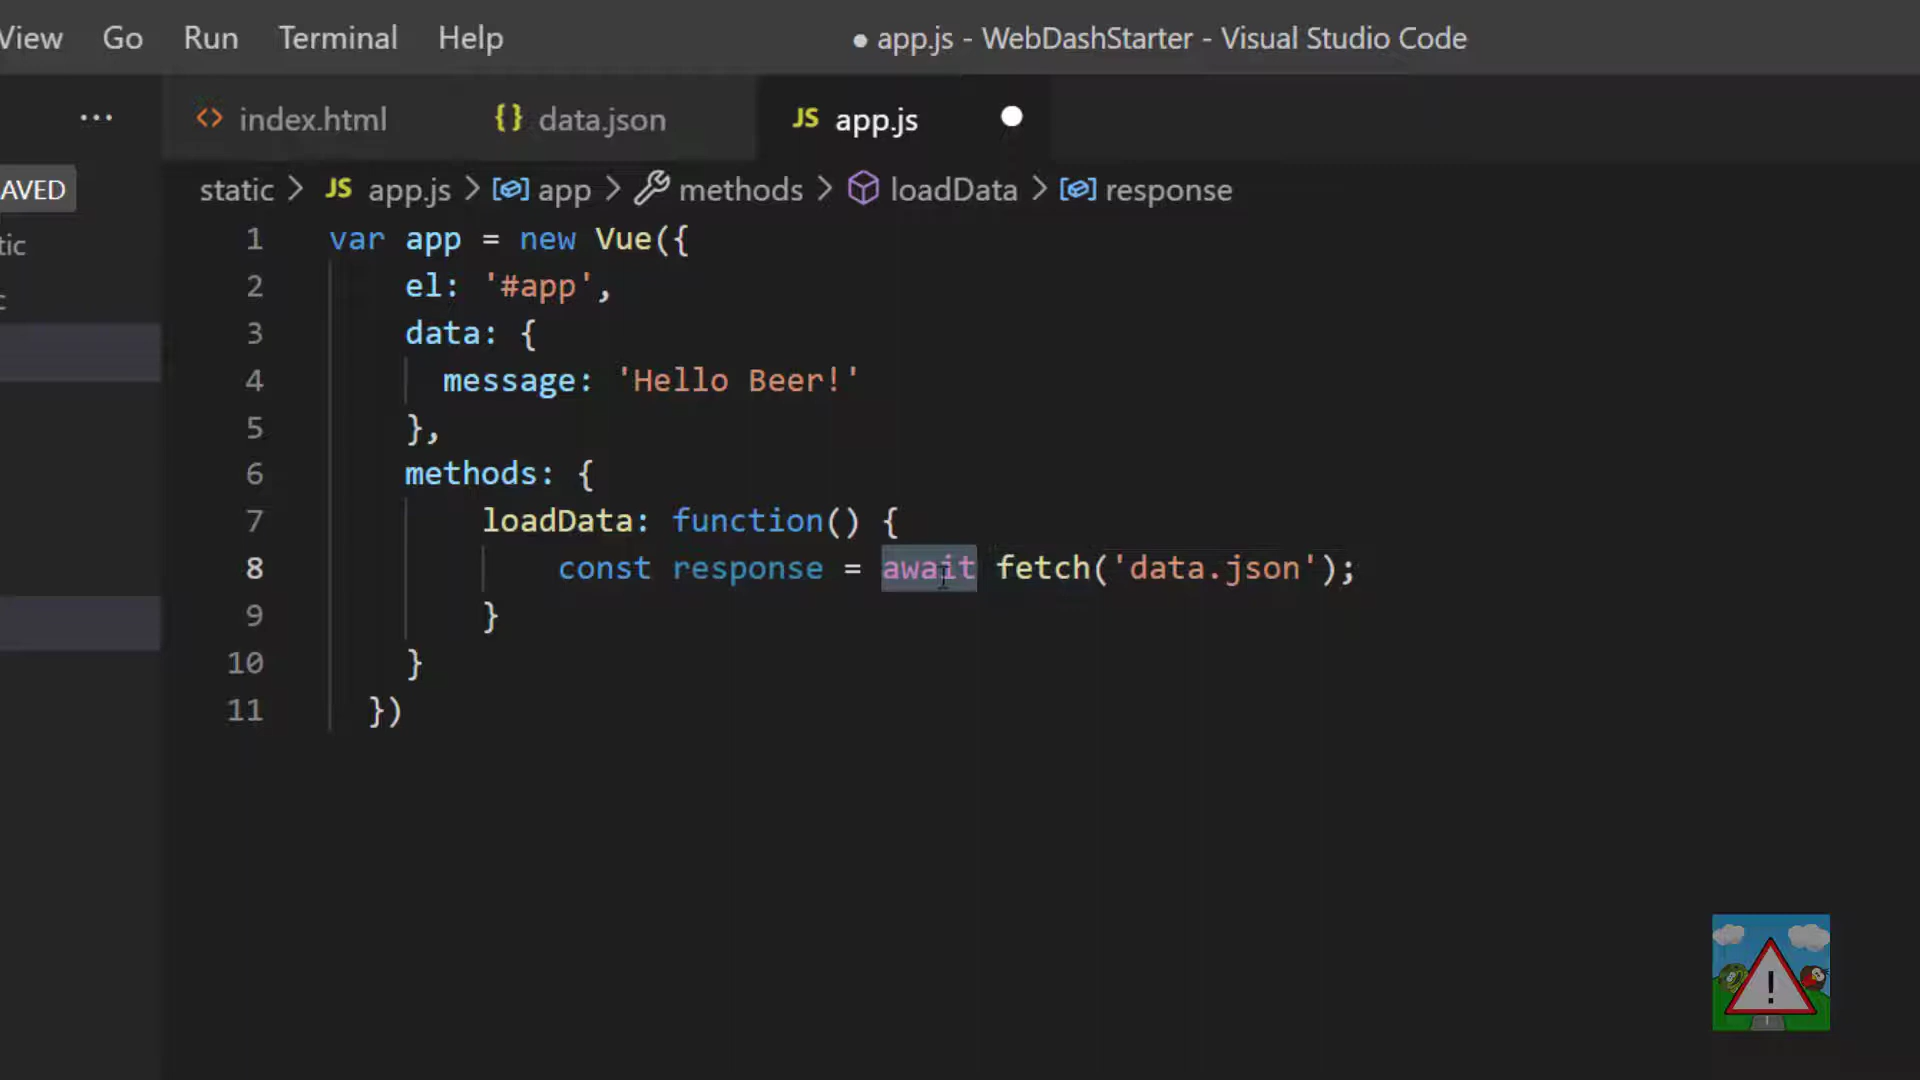 View Go Run Terminal Help ● app.js - WebDashStarter - Visual Studio Code
... <> index.html {} data.json JS app.js ●
AVED static > JS app.js > app > methods > loadData > response
tic
1 var app = new Vue({
2 el: '#app',
3 data: {
4 message: 'Hello Beer!'
5 },
6 methods: {
7 loadData: function() {
8 const response = await fetch('data.json');
9 }
10 }
11 })
!